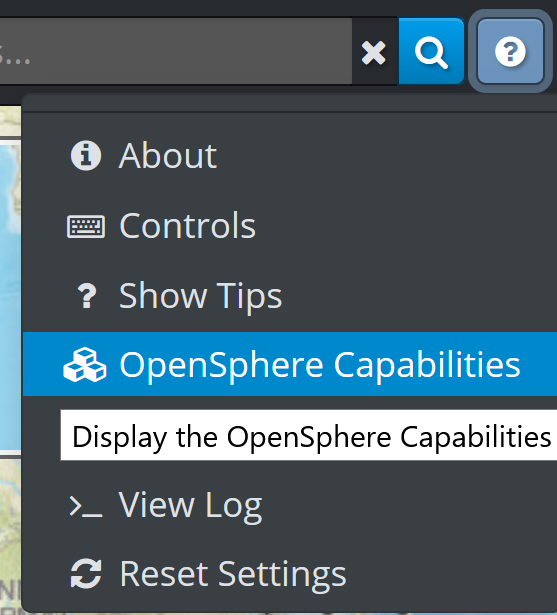 ...
About
Controls
Show Tips
OpenSphere Capabilities
Display the OpenSphere Capabilities
View Log
Reset Settings